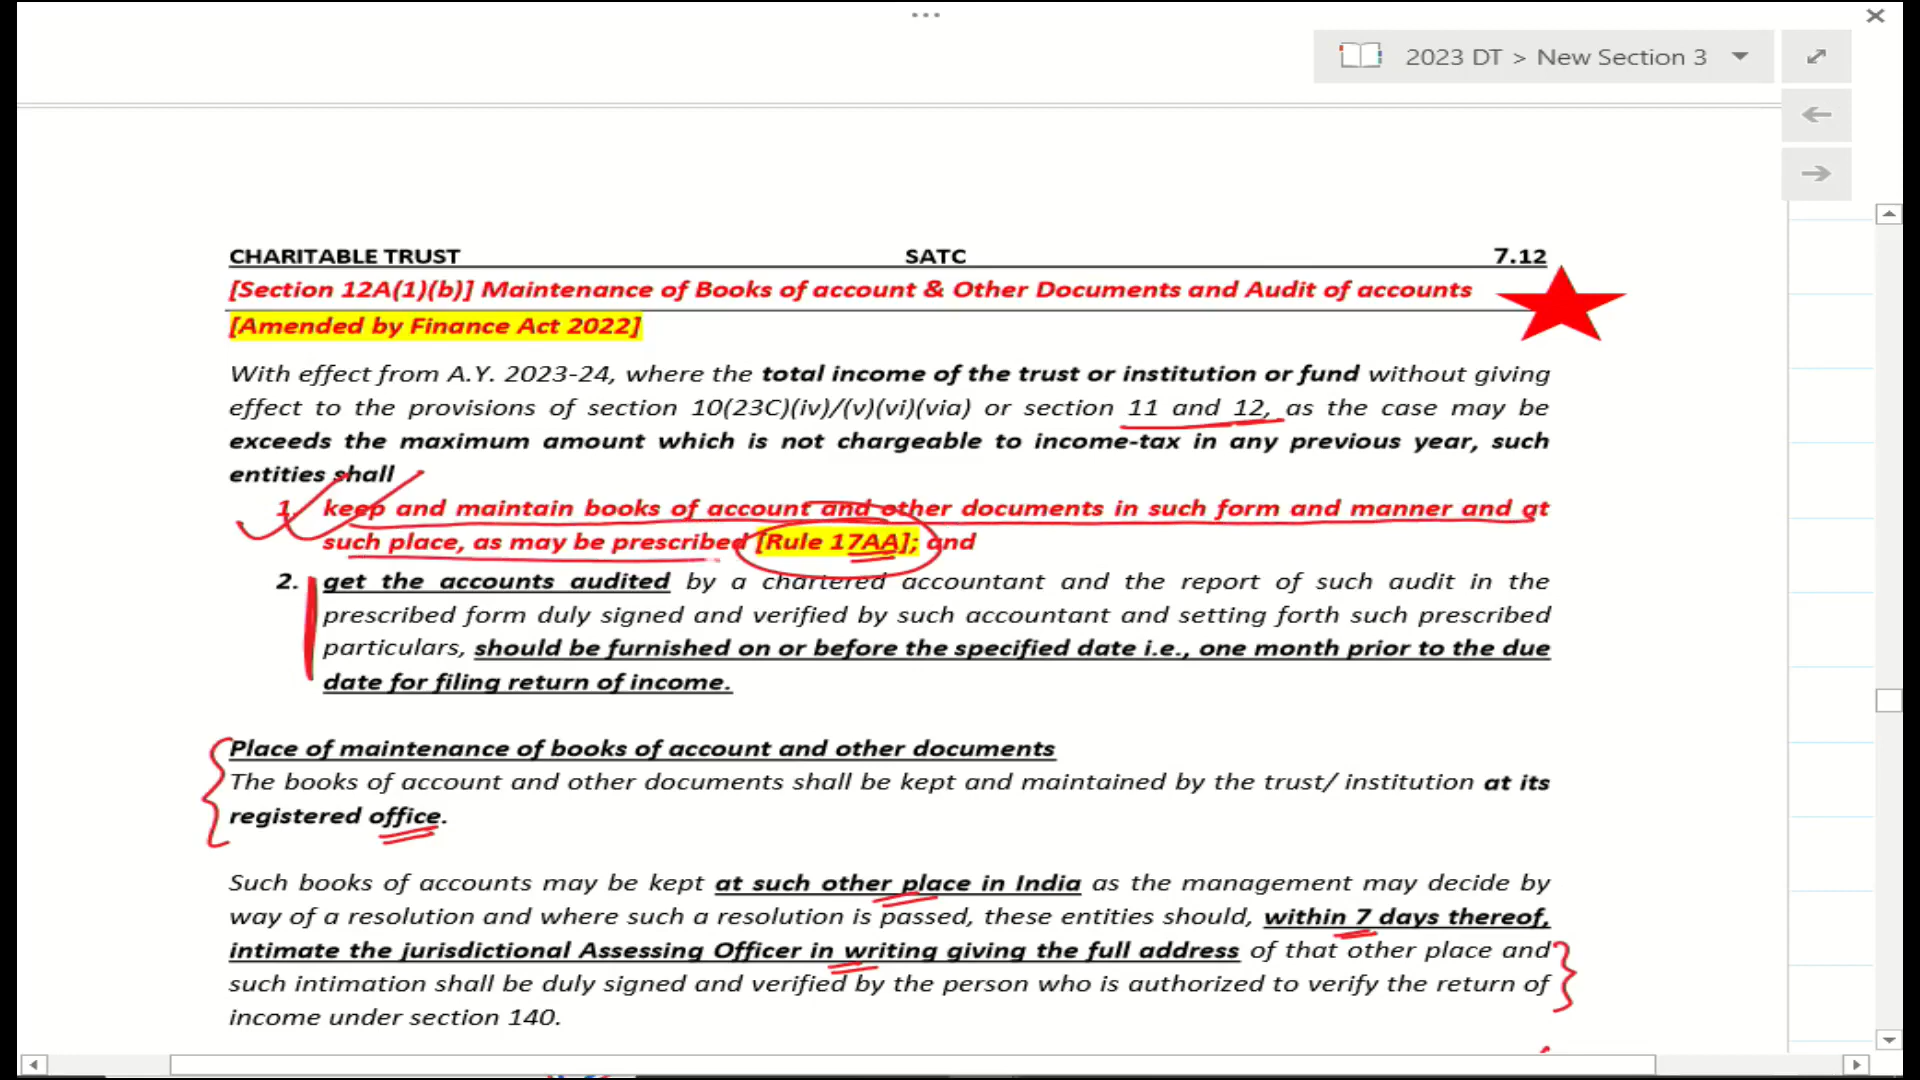 2023 DT > New Section 3
CHARITABLE TRUST SATC 7.12
[Section 12A(1)(b)] Maintenance of Books of account & Other Documents and Audit of accounts
[Amended by Finance Act 2022]
With effect from A.Y. 2023-24, where the total income of the trust or institution or fund without giving
effect to the provisions of section 10(23C)(iv)/(v)(vi)(via) or section 11 and 12, as the case may be
exceeds the maximum amount which is not chargeable to income-tax in any previous year, such
entities shall
1. keep and maintain books of account and other documents in such form and manner and at
such place, as may be prescribed [Rule 17AA]; and
2. get the accounts audited by a chartered accountant and the report of such audit in the
prescribed form duly signed and verified by such accountant and setting forth such prescribed
particulars, should be furnished on or before the specified date i.e., one month prior to the due
date for filing return of income.
Place of maintenance of books of account and other documents
The books of account and other documents shall be kept and maintained by the trust/ institution at its
registered office.
Such books of accounts may be kept at such other place in India as the management may decide by
way of a resolution and where such a resolution is passed, these entities should, within 7 days thereof,
intimate the jurisdictional Assessing Officer in writing giving the full address of that other place and
such intimation shall be duly signed and verified by the person who is authorized to verify the return of
income under section 140.